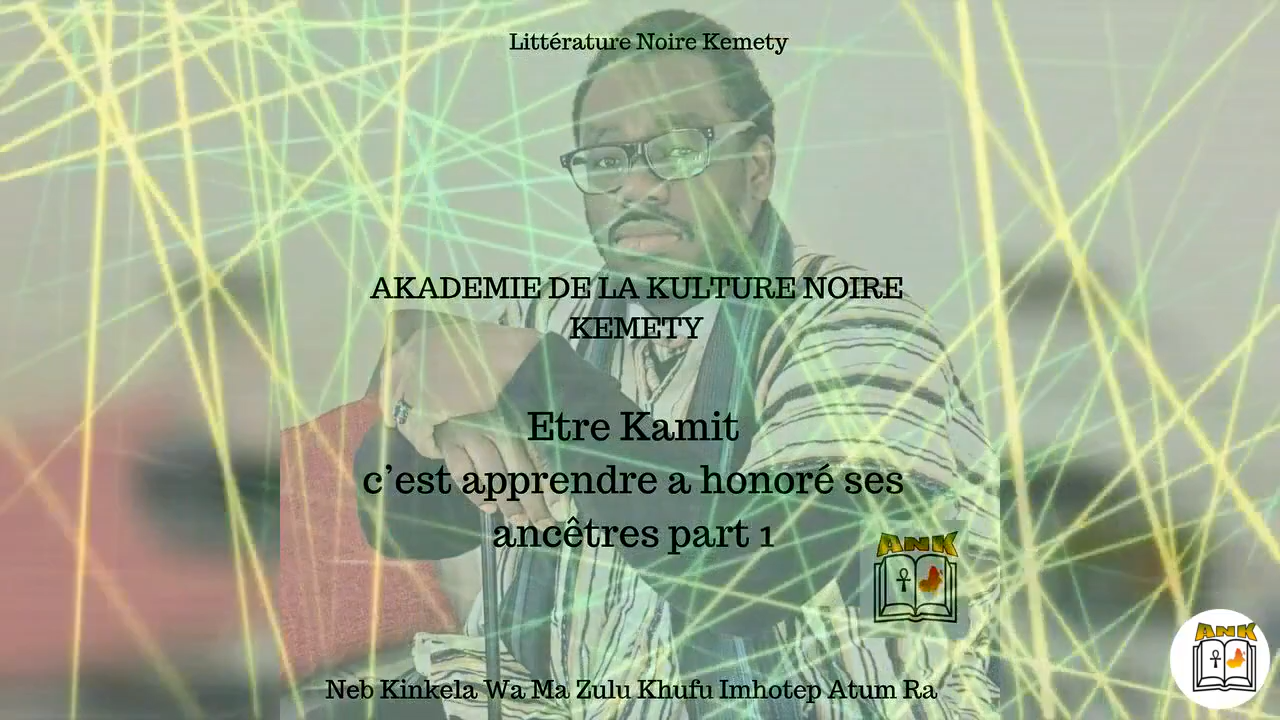 Littérature Noire Kemety
AKADEMIE DE LA KULTURE NOIRE
KEMETY
Etre Kamit
c’est apprendre a honoré ses
ancêtres part 1
ANK
ANK
Neb Kinkela Wa Ma Zulu Khufu Imhotep Atum Ra